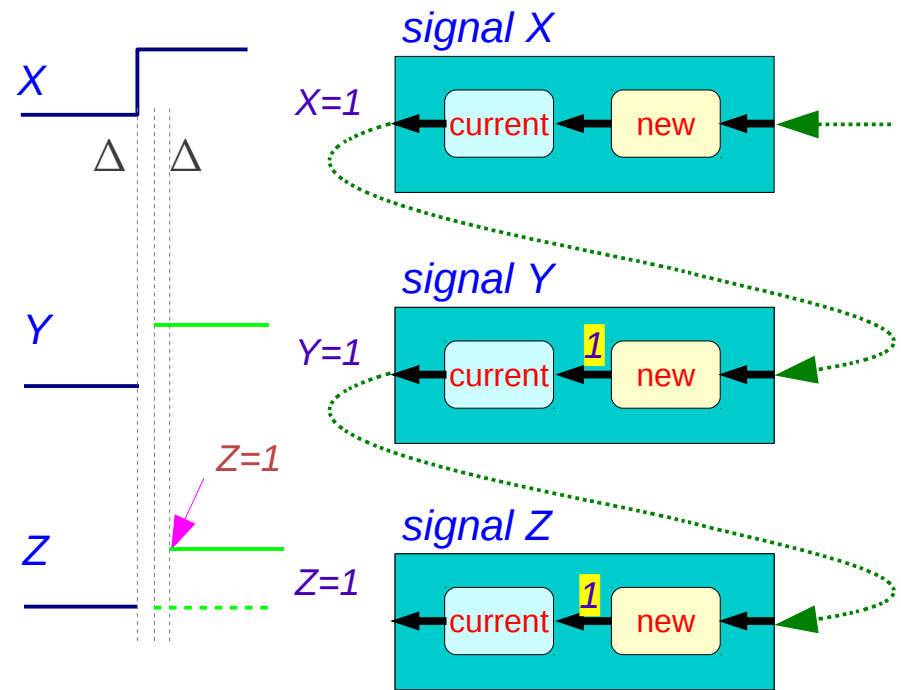 signal X
X
X=1
current
new
Δ
Δ
signal Y
Y
Y=1
current
1
new
Z=1
signal Z
Z
Z=1
current
1
new